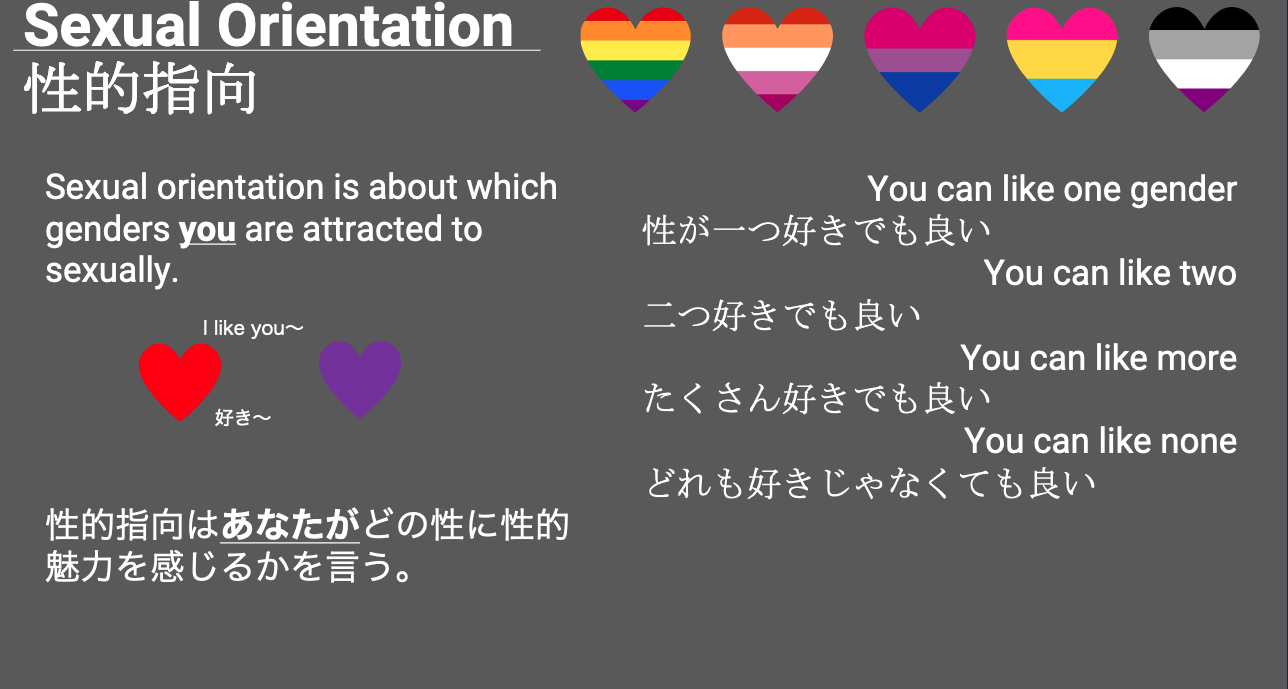 Sexual Orientation
性的指向
Sexual orientation is about which
genders you are attracted to
sexually.
I like you〜
好き〜
性的指向はあなたがどの性に性的
魅力を感じるかを言う。
You can like one gender
性が一つ好きでも良い
You can like two
二つ好きでも良い
You can like more
たくさん好きでも良い
You can like none
どれも好きじゃなくても良い